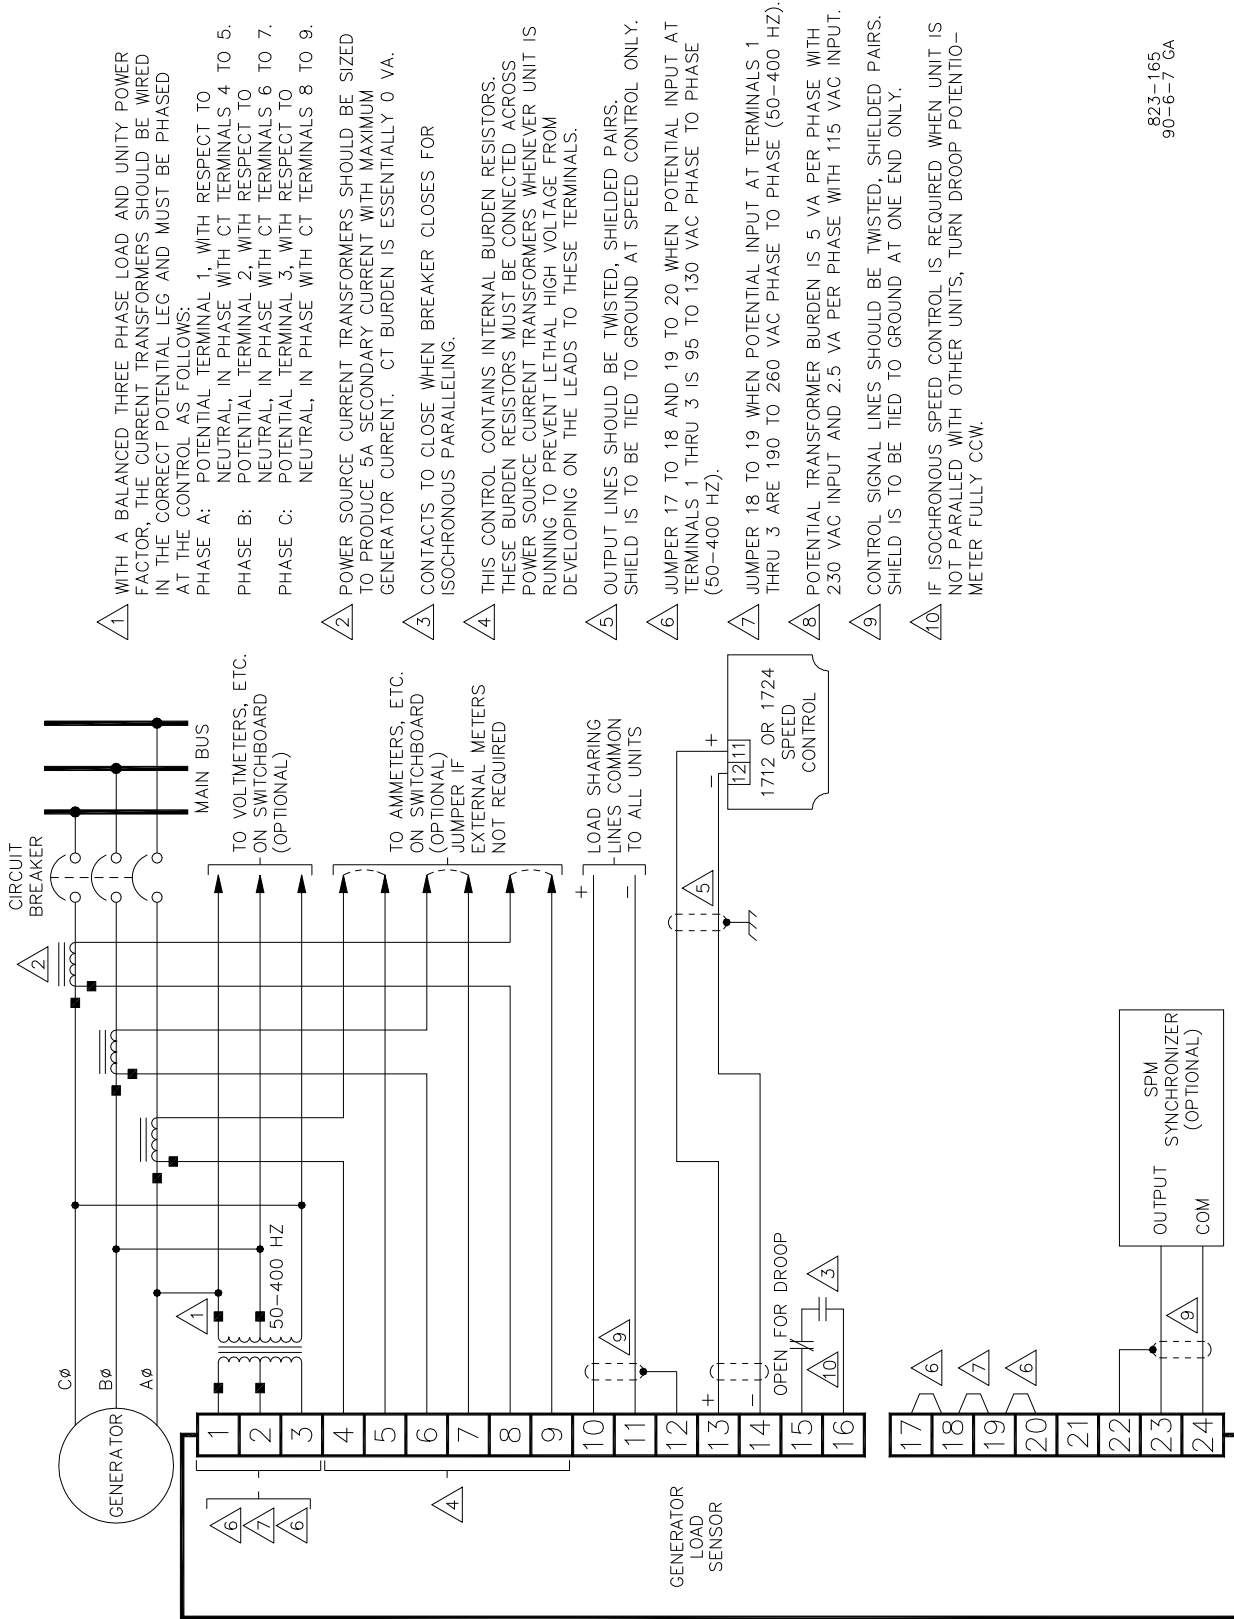 CIRCUIT
BREAKER
MAIN BUS
CØ
BØ
AØ
GENERATOR
2
1
50–400 HZ
TO VOLTMETERS, ETC.
ON SWITCHBOARD
(OPTIONAL)
TO AMMETERS, ETC.
ON SWITCHBOARD
(OPTIONAL)
JUMPER IF
EXTERNAL METERS
NOT REQUIRED
+
–
LOAD SHARING
LINES COMMON
TO ALL UNITS
5
–
+
12
11
1712 OR 1724
SPEED
CONTROL
9
+
–
OPEN FOR DROOP
10
3
6
7
6
4
1
2
3
4
5
6
7
8
9
10
11
12
13
14
15
16
GENERATOR
LOAD
SENSOR
17
18
19
20
21
22
23
24
6
7
6
9
OUTPUT
COM
SPM
SYNCHRONIZER
(OPTIONAL)
1
WITH A BALANCED THREE PHASE LOAD AND UNITY POWER
FACTOR, THE CURRENT TRANSFORMERS SHOULD BE WIRED
IN THE CORRECT POTENTIAL LEG AND MUST BE PHASED
AT THE CONTROL AS FOLLOWS:
PHASE A: POTENTIAL TERMINAL 1, WITH RESPECT TO
NEUTRAL, IN PHASE WITH CT TERMINALS 4 TO 5.
PHASE B: POTENTIAL TERMINAL 2, WITH RESPECT TO
NEUTRAL, IN PHASE WITH CT TERMINALS 6 TO 7.
PHASE C: POTENTIAL TERMINAL 3, WITH RESPECT TO
NEUTRAL, IN PHASE WITH CT TERMINALS 8 TO 9.
2
POWER SOURCE CURRENT TRANSFORMERS SHOULD BE SIZED
TO PRODUCE 5A SECONDARY CURRENT WITH MAXIMUM
GENERATOR CURRENT. CT BURDEN IS ESSENTIALLY 0 VA.
3
CONTACTS TO CLOSE WHEN BREAKER CLOSES FOR
ISOCHRONOUS PARALLELING.
4
THIS CONTROL CONTAINS INTERNAL BURDEN RESISTORS.
THESE BURDEN RESISTORS MUST BE CONNECTED ACROSS
POWER SOURCE CURRENT TRANSFORMERS WHENEVER UNIT IS
RUNNING TO PREVENT LETHAL HIGH VOLTAGE FROM
DEVELOPING ON THE LEADS TO THESE TERMINALS.
5
OUTPUT LINES SHOULD BE TWISTED, SHIELDED PAIRS.
SHIELD IS TO BE TIED TO GROUND AT SPEED CONTROL ONLY.
6
JUMPER 17 TO 18 AND 19 TO 20 WHEN POTENTIAL INPUT AT
TERMINALS 1 THRU 3 IS 95 TO 130 VAC PHASE TO PHASE
(50–400 HZ).
7
JUMPER 18 TO 19 WHEN POTENTIAL INPUT AT TERMINALS 1
THRU 3 ARE 190 TO 260 VAC PHASE TO PHASE (50–400 HZ).
8
POTENTIAL TRANSFORMER BURDEN IS 5 VA PER PHASE WITH
230 VAC INPUT AND 2.5 VA PER PHASE WITH 115 VAC INPUT.
9
CONTROL SIGNAL LINES SHOULD BE TWISTED, SHIELDED PAIRS.
SHIELD IS TO BE TIED TO GROUND AT ONE END ONLY.
10
IF ISOCHRONOUS SPEED CONTROL IS REQUIRED WHEN UNIT IS
NOT PARALLED WITH OTHER UNITS, TURN DROOP POTENTIO–
METER FULLY CCW.
823–165
90–6–7 GA